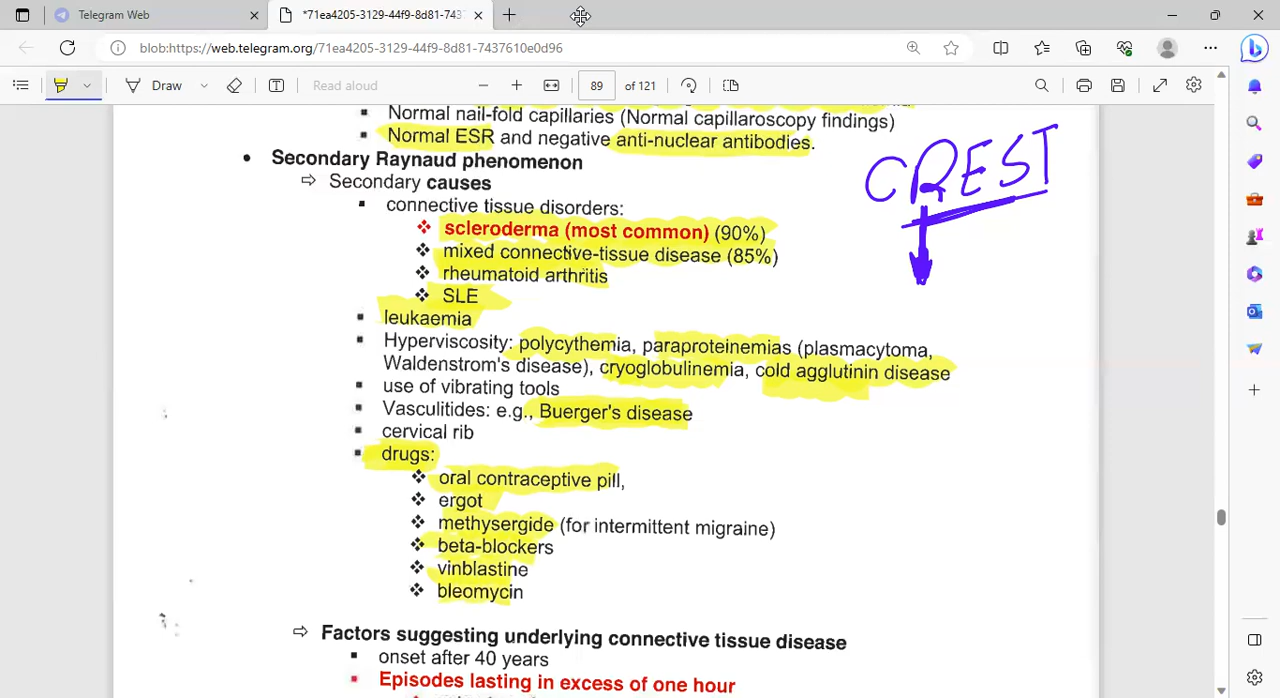 Telegram Web
*71ea4205-3129-44f9-8d81-743
blob:https://web.telegram.org/71ea4205-3129-44f9-8d81-7437610e0d96
Draw
Read aloud
89 of 121
Normal nail-fold capillaries (Normal capillaroscopy findings)
Normal ESR and negative anti-nuclear antibodies.
CREST
Secondary Raynaud phenomenon
Secondary causes
connective tissue disorders:
scleroderma (most common) (90%)
mixed connective-tissue disease (85%)
rheumatoid arthritis
SLE
leukaemia
Hyperviscosity: polycythemia, paraproteinemias (plasmacytoma,
Waldenstrom's disease), cryoglobulinemia, cold agglutinin disease
use of vibrating tools
Vasculitides: e.g., Buerger's disease
cervical rib
drugs:
oral contraceptive pill,
ergot
methysergide (for intermittent migraine)
beta-blockers
vinblastine
bleomycin
Factors suggesting underlying connective tissue disease
onset after 40 years
Episodes lasting in excess of one hour